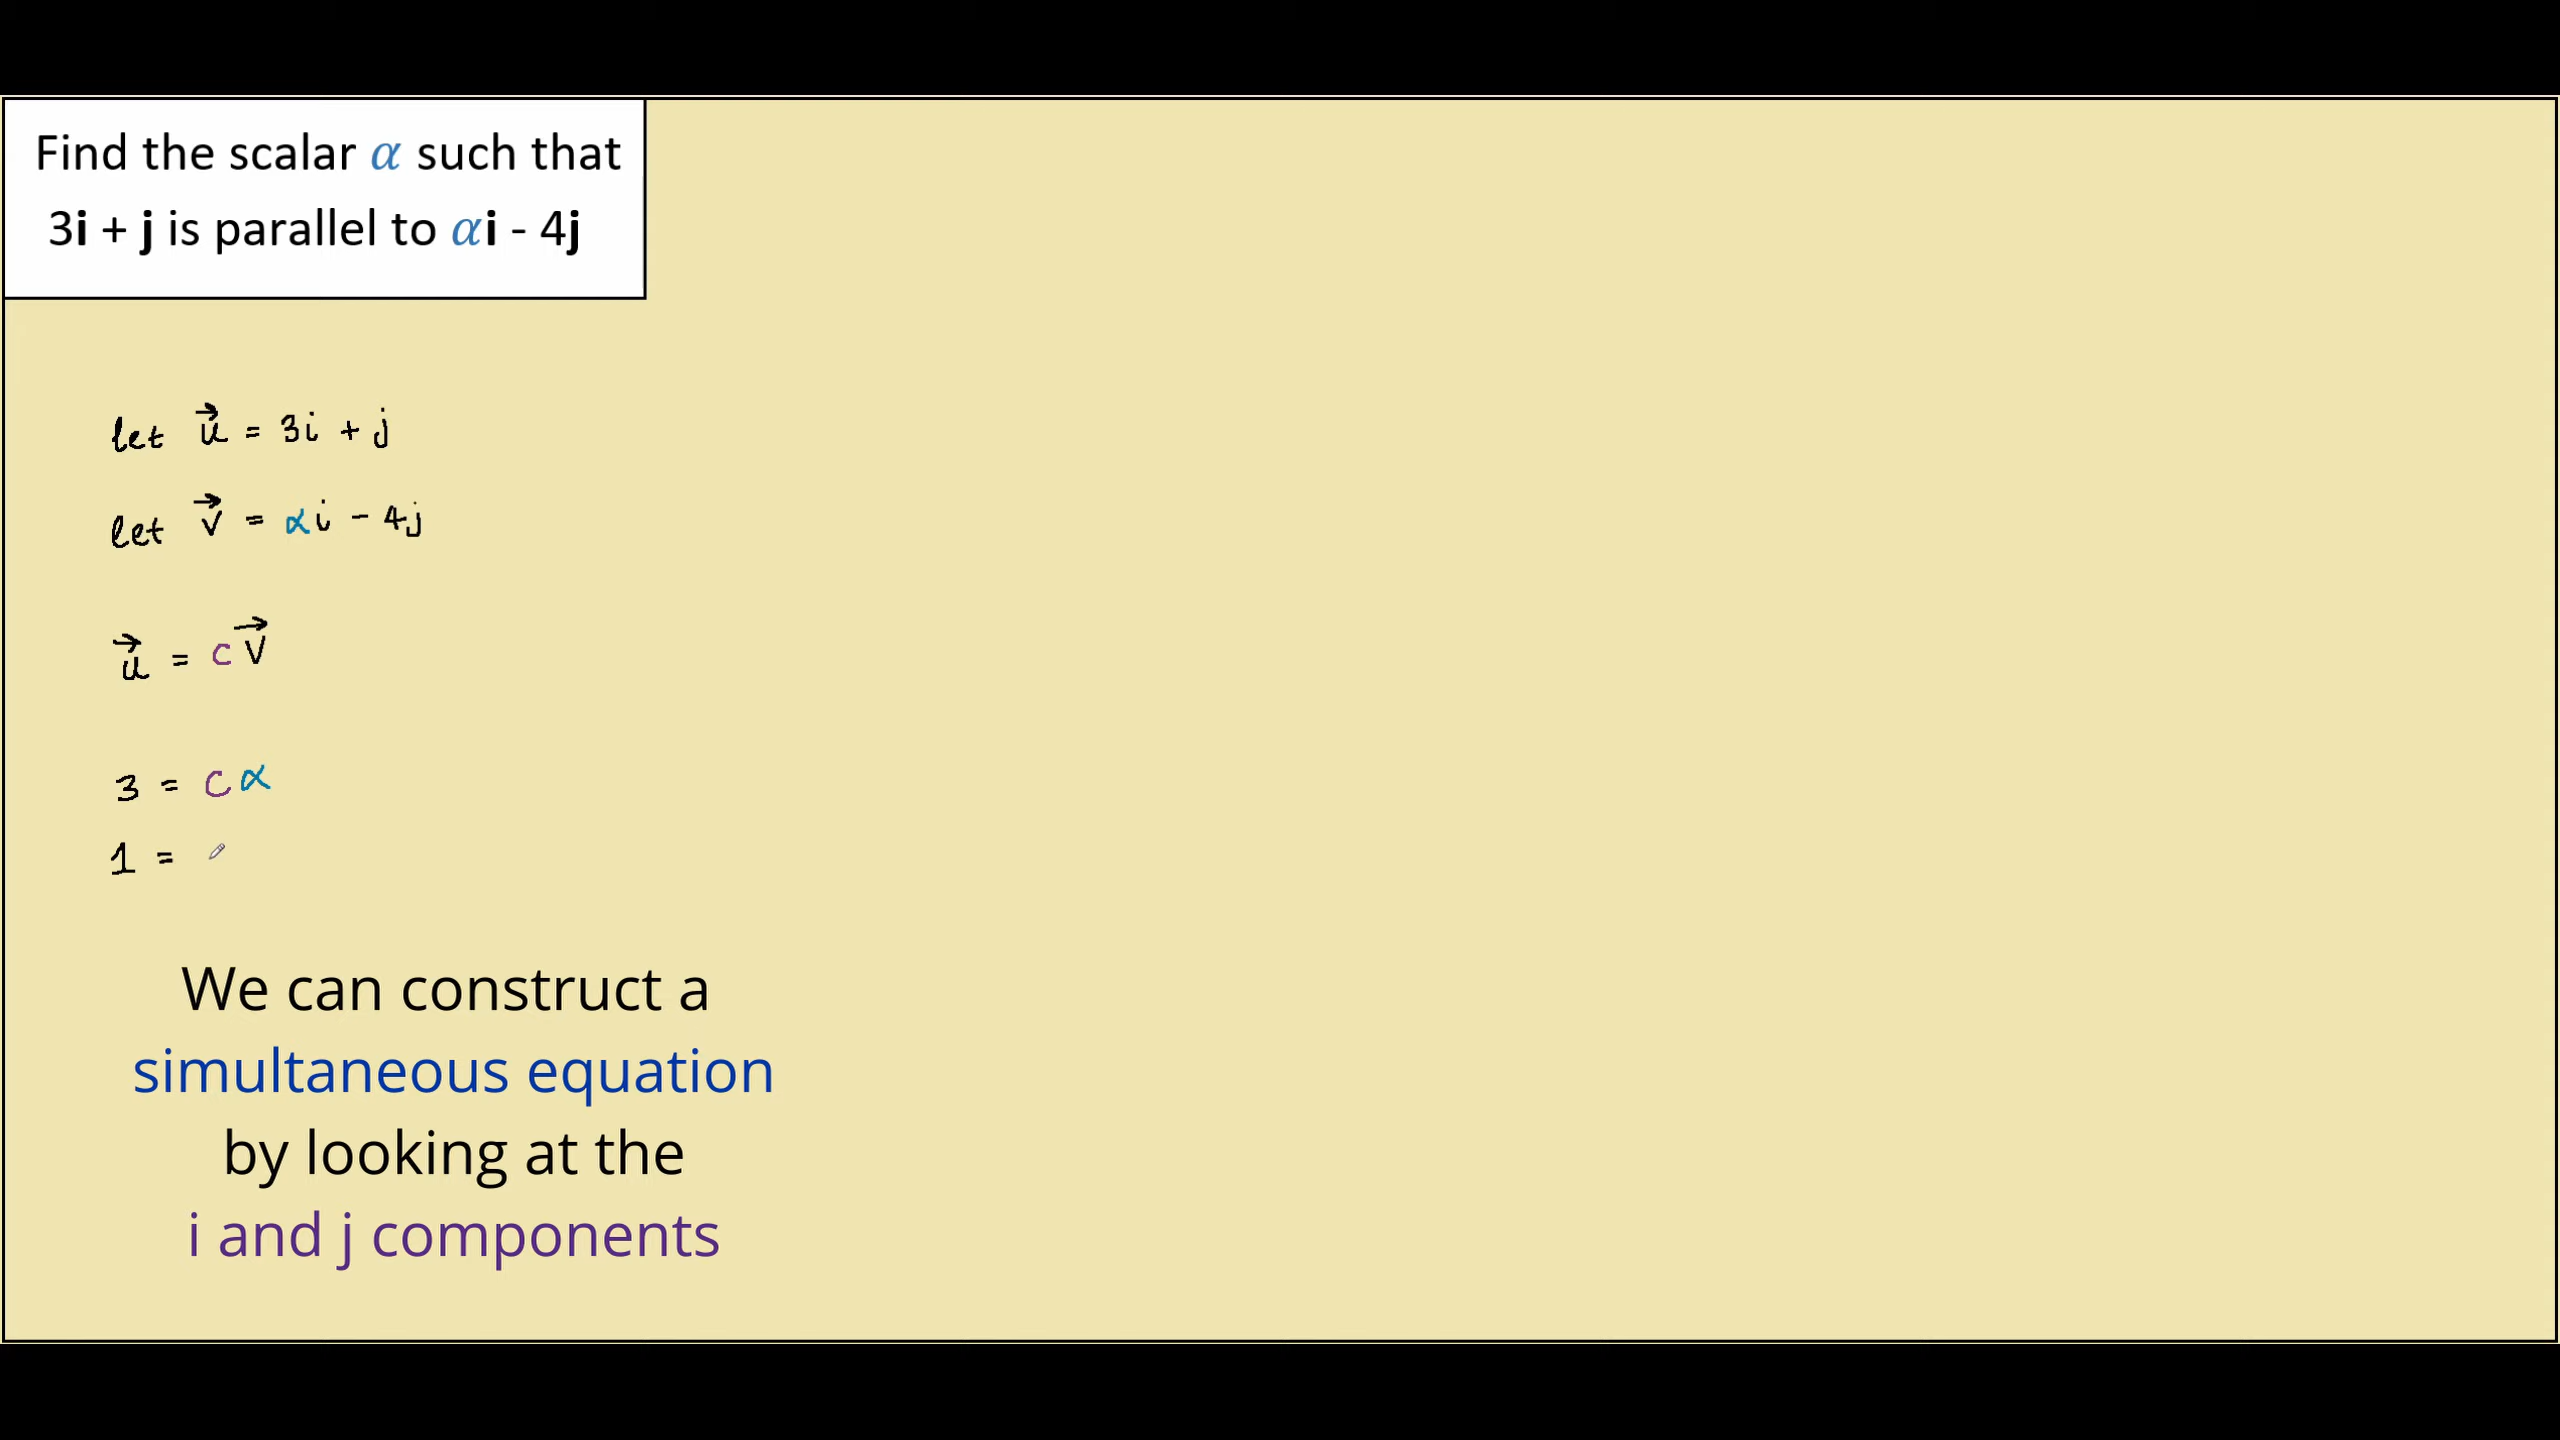 Find the scalar α such that
3i + j is parallel to αi - 4j
let u⃗ = 3i + j
let v⃗ = αi - 4j
u⃗ = cv⃗
3 = cα
1 =
We can construct a
simultaneous equation
by looking at the
i and j components